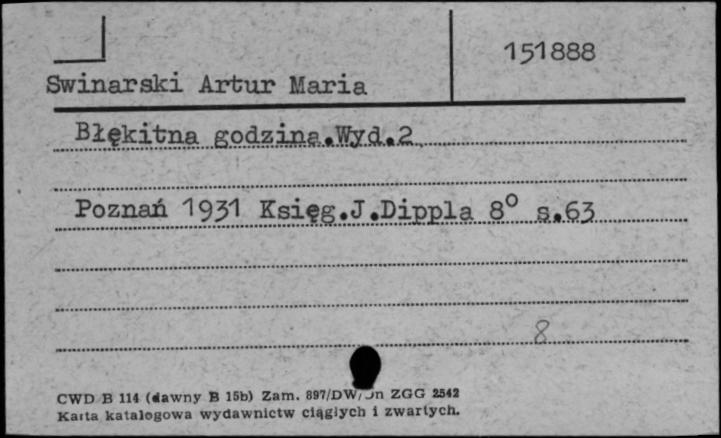 151888
Swinarski Artur Maria
Błękitna godzina.Wyd.2
Poznań 1931 Księg.J.Dippla 8° s.63
8
CWD B 114 (dawny B 15b) Zam. 897/DW/Jn ZGG 2542
Karta katalogowa wydawnictw ciągłych i zwartych.